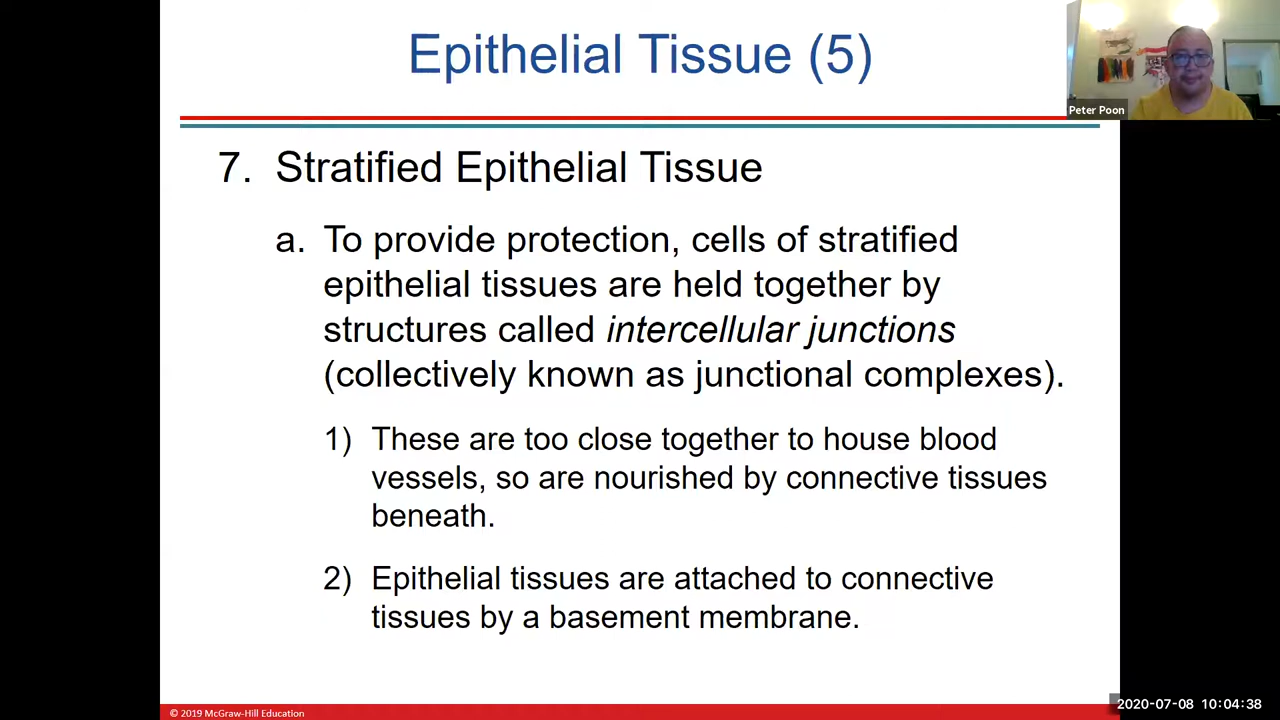 Epithelial Tissue (5)
Peter Poon
7. Stratified Epithelial Tissue
a. To provide protection, cells of stratified
epithelial tissues are held together by
structures called intercellular junctions
(collectively known as junctional complexes).
1) These are too close together to house blood
vessels, so are nourished by connective tissues
beneath.
2) Epithelial tissues are attached to connective
tissues by a basement membrane.
© 2019 McGraw-Hill Education
2020-07-08 10:04:38